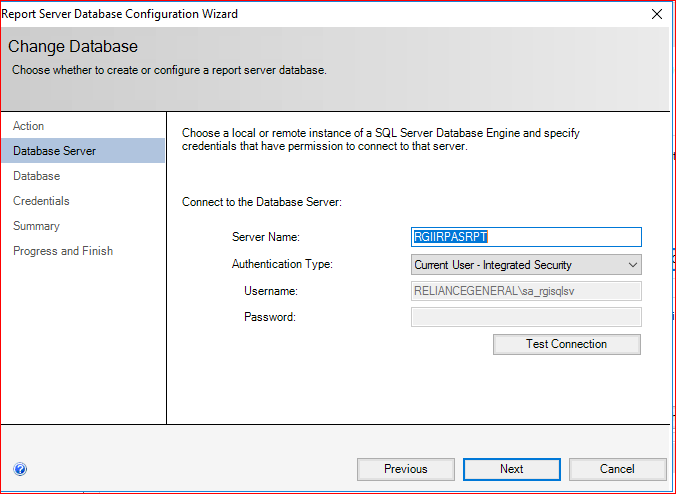 Report Server Database Configuration Wizard
Change Database
Choose whether to create or configure a report server database.
Action
Database Server
Database
Credentials
Summary
Progress and Finish
Choose a local or remote instance of a SQL Server Database Engine and specify
credentials that have permission to connect to that server.
Connect to the Database Server:
Server Name: RGIIRPASRPT
Authentication Type: Current User - Integrated Security
Username: RELIANCEGENERAL\sa_rgisqlsv
Password:
Test Connection
Previous Next Cancel